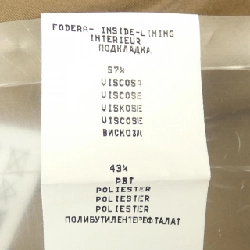 FODERA- INSIDE-LINING
INTERIEUR
ПОДКЛАДКА
57%
VISCOSA
VISCOSE
VISKOSE
VISCOSE
ВИСКОЗА
43%
PBT
POLIESTER
POLIESTER
POLIESTER
ПОЛИБУТИЛЕНТЕРЕФТАЛАТ